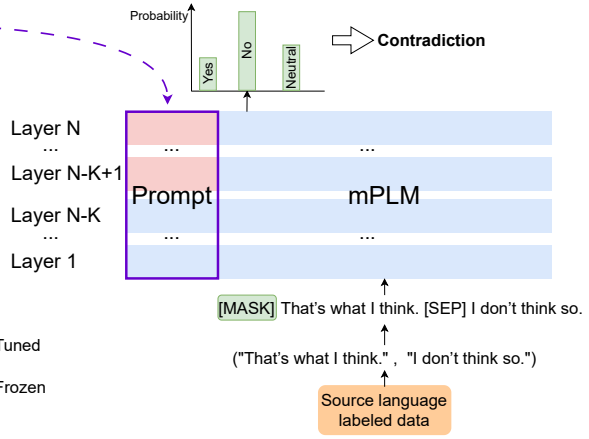 Probability
Yes
No
Neutral
Contradiction
Layer N
...
...
...
Layer N-K+1
Prompt
mPLM
Layer N-K
...
...
...
Layer 1
[MASK] That's what I think. [SEP] I don't think so.
Tuned
("That's what I think." , "I don't think so.")
Frozen
Source language
labeled data